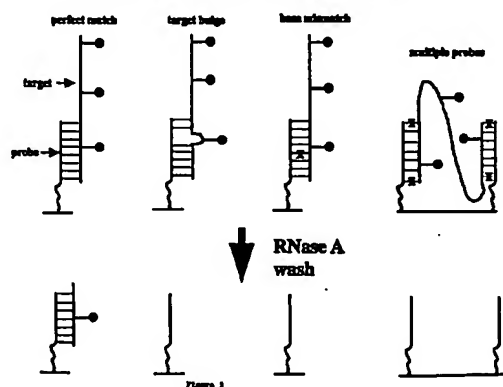 perfect match
target bulge
base mismatch
multiple probes
target
probe
RNase A
wash
Figure 1